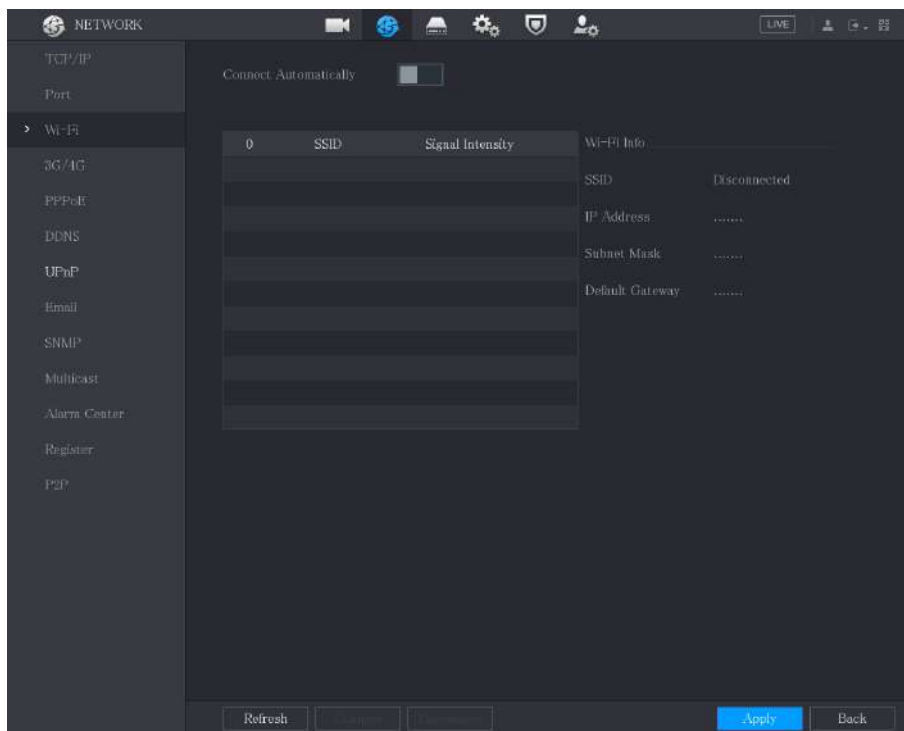 NETWORK
LIVE
TCP/IP
Port
Wi-Fi
3G/4G
PPPoE
DDNS
UPnP
Email
SNMP
Multicast
Alarm Center
Register
P2P
Connect Automatically
0 SSID Signal Intensity
Wi-Fi Info
SSID Disconnected
IP Address .......
Subnet Mask .......
Default Gateway .......
Refresh
Apply Back